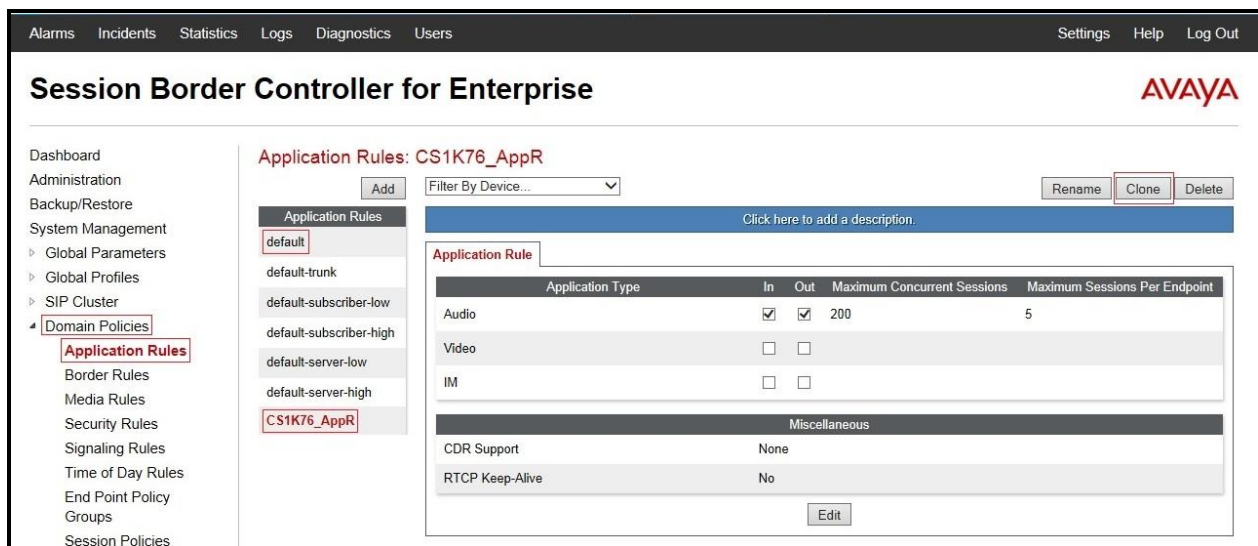 Alarms Incidents Statistics Logs Diagnostics Users Settings Help Log Out
Session Border Controller for Enterprise
AVAYA
Dashboard
Administration
Backup/Restore
System Management
Global Parameters
Global Profiles
SIP Cluster
Domain Policies
Application Rules
Border Rules
Media Rules
Security Rules
Signaling Rules
Time of Day Rules
End Point Policy
Groups
Session Policies
Application Rules: CS1K76_AppR
Add
Filter By Device...
Rename Clone Delete
Application Rules
default
default-trunk
default-subscriber-low
default-subscriber-high
default-server-low
default-server-high
CS1K76_AppR
Click here to add a description.
Application Rule
Application Type In Out Maximum Concurrent Sessions Maximum Sessions Per Endpoint
Audio 200 5
Video
IM
Miscellaneous
CDR Support None
RTCP Keep-Alive No
Edit